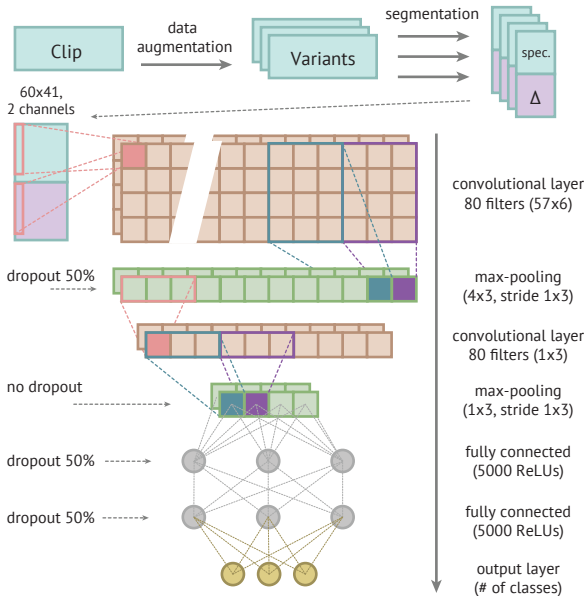 Clip
data
augmentation
Variants
segmentation
spec.
Δ
60x41,
2 channels
convolutional layer
80 filters (57x6)
dropout 50%
max-pooling
(4x3, stride 1x3)
convolutional layer
80 filters (1x3)
no dropout
max-pooling
(1x3, stride 1x3)
dropout 50%
fully connected
(5000 ReLUs)
dropout 50%
fully connected
(5000 ReLUs)
output layer
(# of classes)